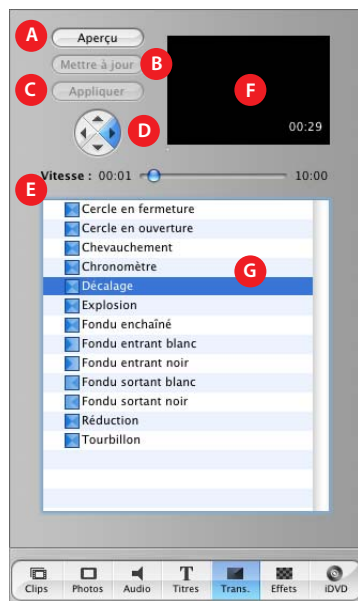 A
Aperçu
Mettre à jour
B
C
Appliquer
F
D
00:29
Vitesse : 00:01
10:00
E
Cercle en fermeture
Cercle en ouverture
Chevauchement
Chronomètre
G
Décalage
Explosion
Fondu enchaîné
Fondu entrant blanc
Fondu entrant noir
Fondu sortant blanc
Fondu sortant noir
Réduction
Tourbillon
T
Clips Photos Audio Titres Trans. Effets iDVD